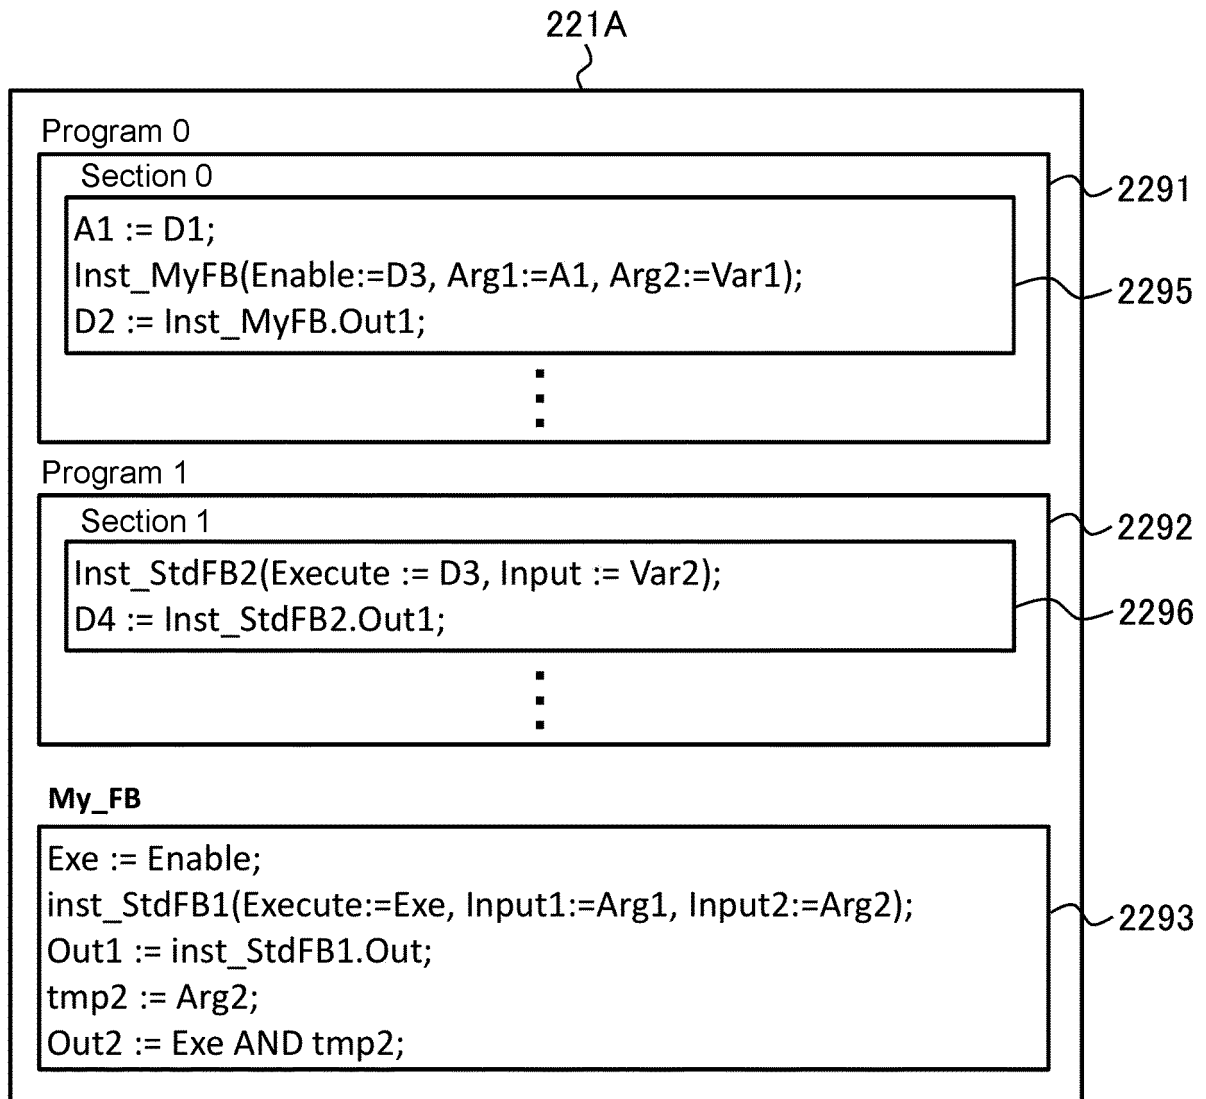 221A
Program 0
Section 0
2291
A1 := D1;
Inst_MyFB(Enable:=D3, Arg1:=A1, Arg2:=Var1);
2295
D2 := Inst_MyFB.Out1;
Program 1
Section 1
2292
Inst_StdFB2(Execute := D3, Input := Var2);
D4 := Inst_StdFB2.Out1;
2296
My_FB
Exe := Enable;
inst_StdFB1(Execute:=Exe, Input1:=Arg1, Input2:=Arg2);
2293
Out1 := inst_StdFB1.Out;
tmp2 := Arg2;
Out2 := Exe AND tmp2;